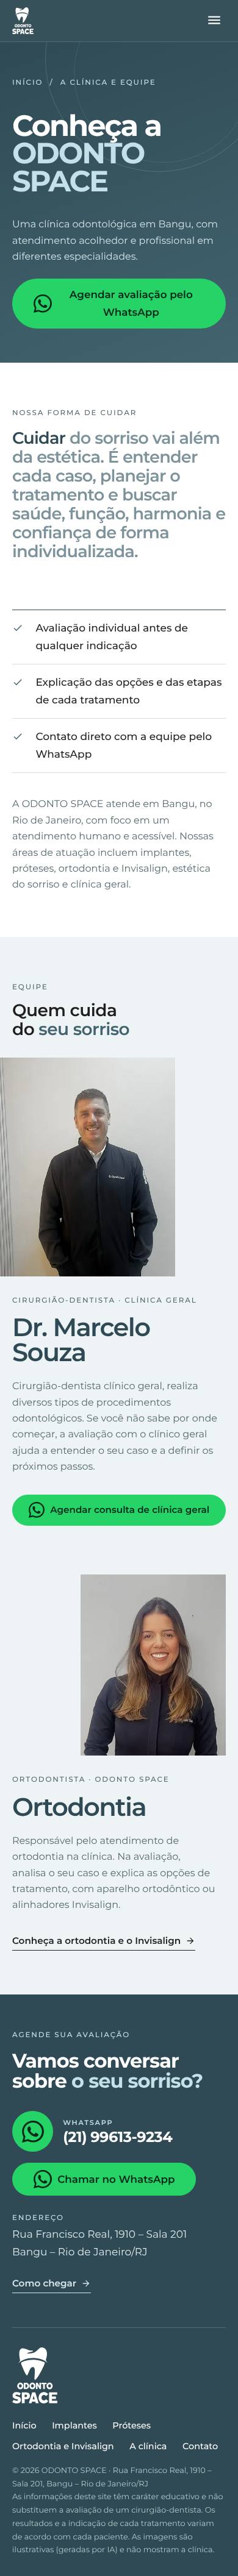 ODONTO
SPACE
INÍCIO / A CLÍNICA E EQUIPE
Conheça a
ODONTO
SPACE
Uma clínica odontológica em Bangu, com
atendimento acolhedor e profissional em
diferentes especialidades.
Agendar avaliação pelo
WhatsApp
NOSSA FORMA DE CUIDAR
Cuidar do sorriso vai além
da estética. É entender
cada caso, planejar o
tratamento e buscar
saúde, função, harmonia e
confiança de forma
individualizada.
Avaliação individual antes de
qualquer indicação
Explicação das opções e das etapas
de cada tratamento
Contato direto com a equipe pelo
WhatsApp
A ODONTO SPACE atende em Bangu, no
Rio de Janeiro, com foco em um
atendimento humano e acessível. Nossas
áreas de atuação incluem implantes,
próteses, ortodontia e Invisalign, estética
do sorriso e clínica geral.
EQUIPE
Quem cuida
do seu sorriso
CIRURGIÃO-DENTISTA · CLÍNICA GERAL
Dr. Marcelo
Souza
Cirurgião-dentista clínico geral, realiza
diversos tipos de procedimentos
odontológicos. Se você não sabe por onde
começar, a avaliação com o clínico geral
ajuda a entender o seu caso e a definir os
próximos passos.
Agendar consulta de clínica geral
ORTODONTISTA · ODONTO SPACE
Ortodontia
Responsável pelo atendimento de
ortodontia na clínica. Na avaliação,
analisa o seu caso e explica as opções de
tratamento, com aparelho ortodôntico ou
alinhadores Invisalign.
Conheça a ortodontia e o Invisalign →
AGENDE SUA AVALIAÇÃO
Vamos conversar
sobre o seu sorriso?
WHATSAPP
(21) 99613-9234
Chamar no WhatsApp
ENDEREÇO
Rua Francisco Real, 1910 – Sala 201
Bangu – Rio de Janeiro/RJ
Como chegar →
ODONTO
SPACE
Início Implantes Próteses
Ortodontia e Invisalign A clínica Contato
© 2026 ODONTO SPACE · Rua Francisco Real, 1910 –
Sala 201, Bangu – Rio de Janeiro/RJ
As informações deste site têm caráter educativo e não
substituem a avaliação de um cirurgião-dentista. Os
resultados e a indicação de cada tratamento variam
de acordo com cada paciente. As imagens são
ilustrativas (geradas por IA) e não mostram a clínica.